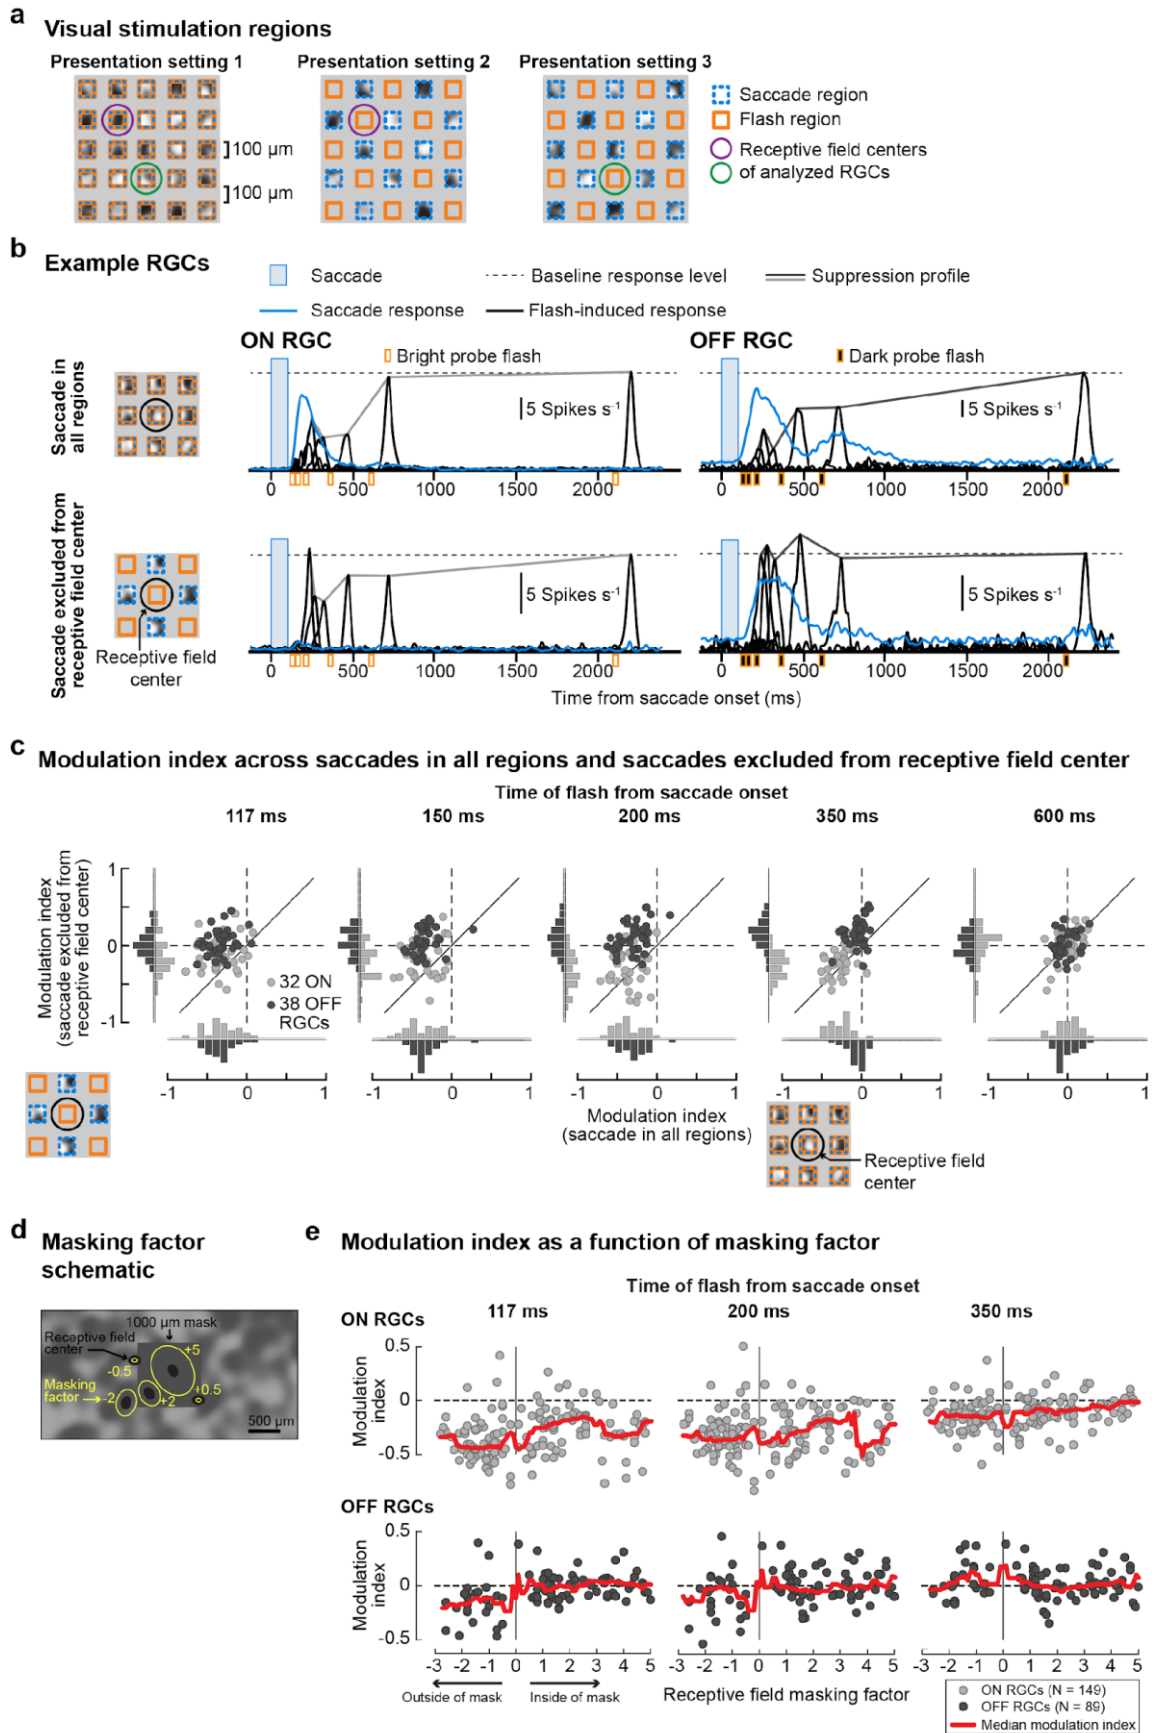 a
Visual stimulation regions
Presentation setting 1
Presentation setting 2
Presentation setting 3
Saccade region
Flash region
Receptive field centers
of analyzed RGCs
100 µm
100 µm
b
Example RGCs
Saccade
Baseline response level
Suppression profile
Saccade response
Flash-induced response
Saccade in
all regions
ON RGC
Bright probe flash
5 Spikes s-1
0 500 1000 1500 2000
OFF RGC
Dark probe flash
5 Spikes s-1
0 500 1000 1500 2000
Saccade excluded from
receptive field center
Receptive field
center
5 Spikes s-1
0 500 1000 1500 2000
5 Spikes s-1
0 500 1000 1500 2000
Time from saccade onset (ms)
c
Modulation index across saccades in all regions and saccades excluded from receptive field center
Time of flash from saccade onset
117 ms
150 ms
200 ms
350 ms
600 ms
Modulation index
(saccade excluded from
receptive field center)
1
0
-1
32 ON
38 OFF
RGCs
-1 0 1
-1 0 1
-1 0 1
-1 0 1
-1 0 1
Modulation index
(saccade in all regions)
Receptive field
center
d
Masking factor
schematic
1000 µm mask
Receptive field
center
+5
-0.5
Masking
factor
-2
+2
+0.5
500 µm
e
Modulation index as a function of masking factor
Time of flash from saccade onset
117 ms
200 ms
350 ms
ON RGCs
Modulation
index
0.5
0
-0.5
OFF RGCs
Modulation
index
0.5
0
-0.5
-3 -2 -1 0 1 2 3 4 5
-3 -2 -1 0 1 2 3 4 5
-3 -2 -1 0 1 2 3 4 5
Outside of mask
Inside of mask
Receptive field masking factor
ON RGCs (N = 149)
OFF RGCs (N = 89)
Median modulation index